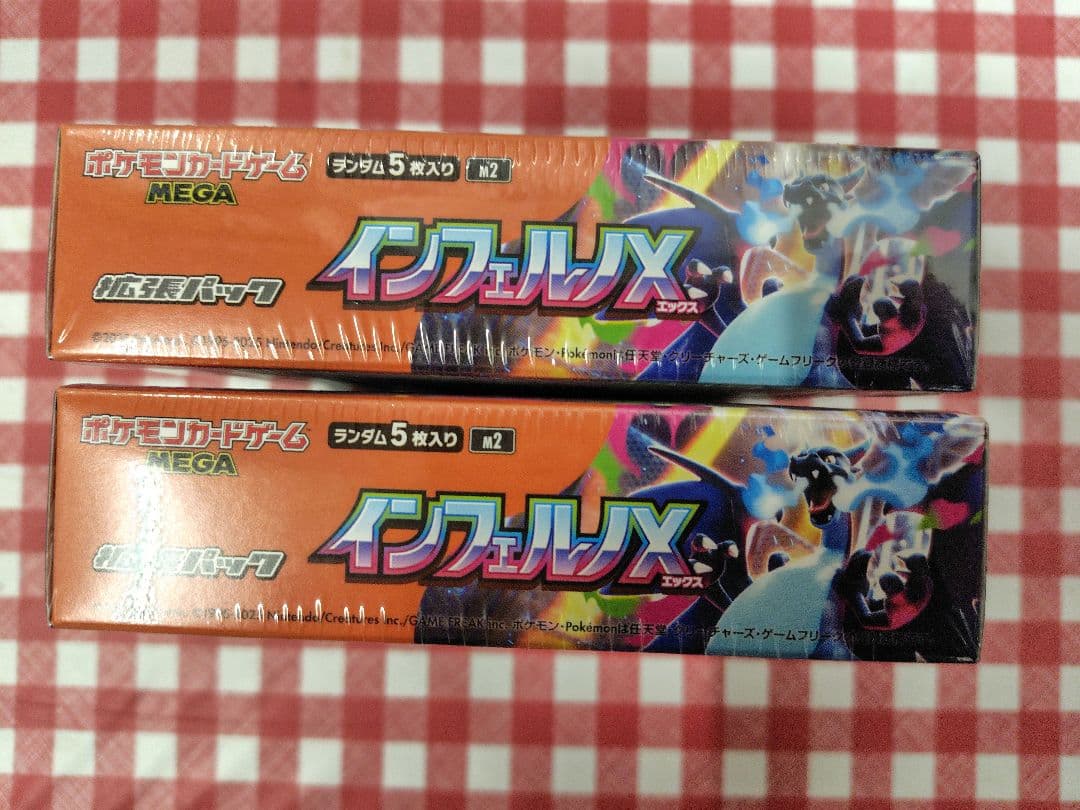 ポケモンカードゲーム
MEGA
ランダム5枚入り
M2
インフェルノX
エックス
拡張パック
Nintendo/Creatures Inc./GAME FREAK inc. ポケモン・Pokémonは任天堂・クリーチャーズ・ゲームフリーク
ポケモンカードゲーム
MEGA
ランダム5枚入り
M2
インフェルノX
エックス
拡張パック
Nintendo/Creatures Inc./GAME FREAK inc. ポケモン・Pokémonは任天堂・クリーチャーズ・ゲームフリーク